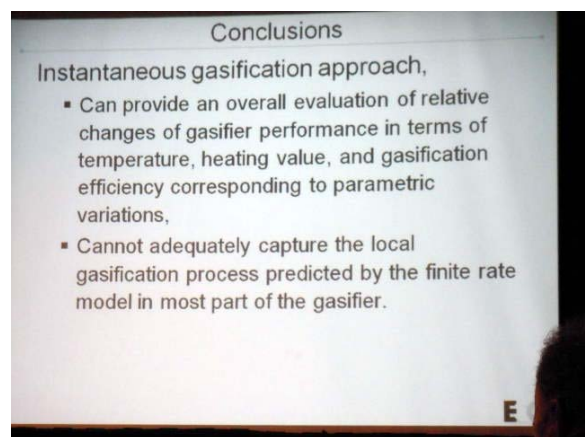 Conclusions
Instantaneous gasification approach,
▪ Can provide an overall evaluation of relative
changes of gasifier performance in terms of
temperature, heating value, and gasification
efficiency corresponding to parametric
variations,
▪ Cannot adequately capture the local
gasification process predicted by the finite rate
model in most part of the gasifier.
E